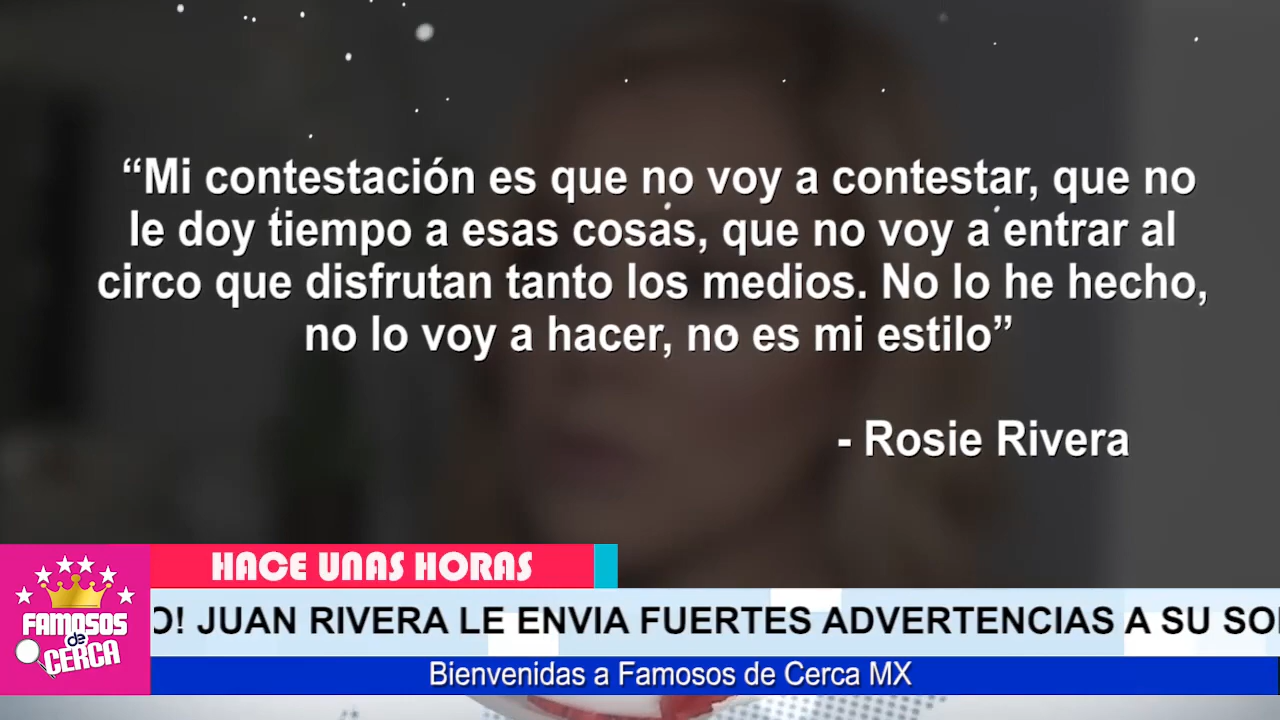 “Mi contestación es que no voy a contestar, que no
le doy tiempo a esas cosas, que no voy a entrar al
circo que disfrutan tanto los medios. No lo he hecho,
no lo voy a hacer, no es mi estilo”
- Rosie Rivera
HACE UNAS HORAS
FAMOSOS
de
CERCA
JUAN RIVERA LE ENVIA FUERTES ADVERTENCIAS A SU
Bienvenidas a Famosos de Cerca MX